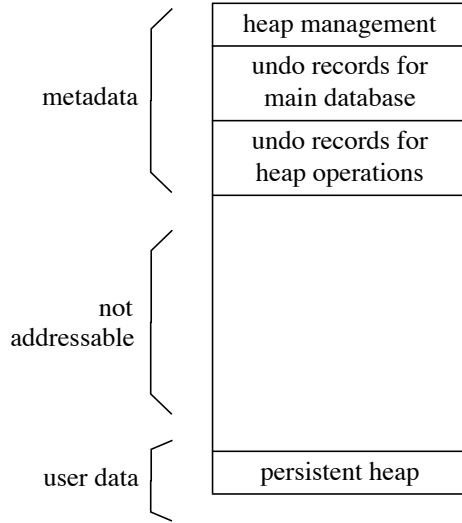 heap management
metadata
undo records for
main database
undo records for
heap operations
not
addressable
user data
persistent heap